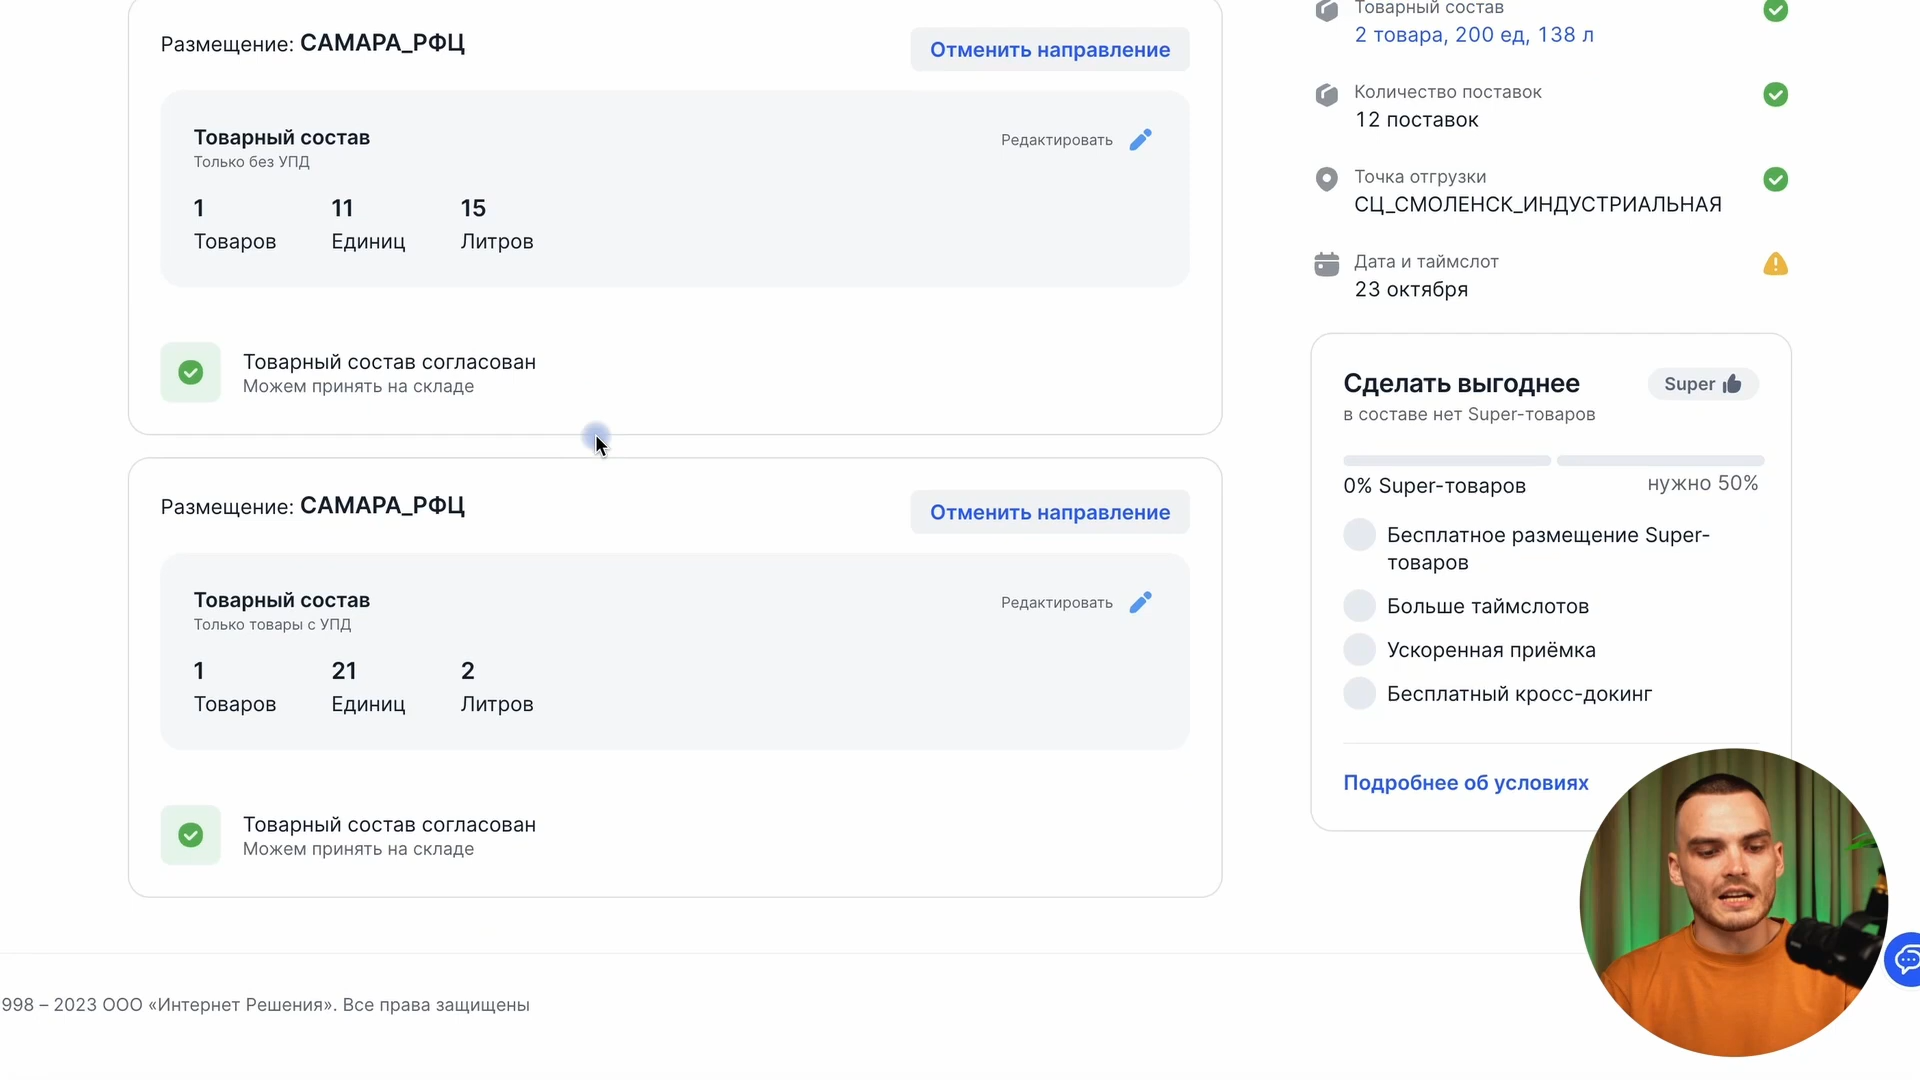 Размещение: САМАРА_РФЦ
Отменить направление
Товарный состав
Редактировать
Только без УПД
1
11
15
Товаров
Единиц
Литров
Товарный состав согласован
Можем принять на складе
Размещение: САМАРА_РФЦ
Отменить направление
Товарный состав
Редактировать
Только товары с УПД
1
21
2
Товаров
Единиц
Литров
Товарный состав согласован
Можем принять на складе
998 – 2023 ООО «Интернет Решения». Все права защищены
Товарный состав
2 товара, 200 ед, 138 л
Количество поставок
12 поставок
Точка отгрузки
СЦ_СМОЛЕНСК_ИНДУСТРИАЛЬНАЯ
Дата и таймслот
23 октября
Сделать выгоднее
Super
в составе нет Super-товаров
0% Super-товаров
нужно 50%
Бесплатное размещение Super-
товаров
Больше таймслотов
Ускоренная приёмка
Бесплатный кросс-докинг
Подробнее об условиях